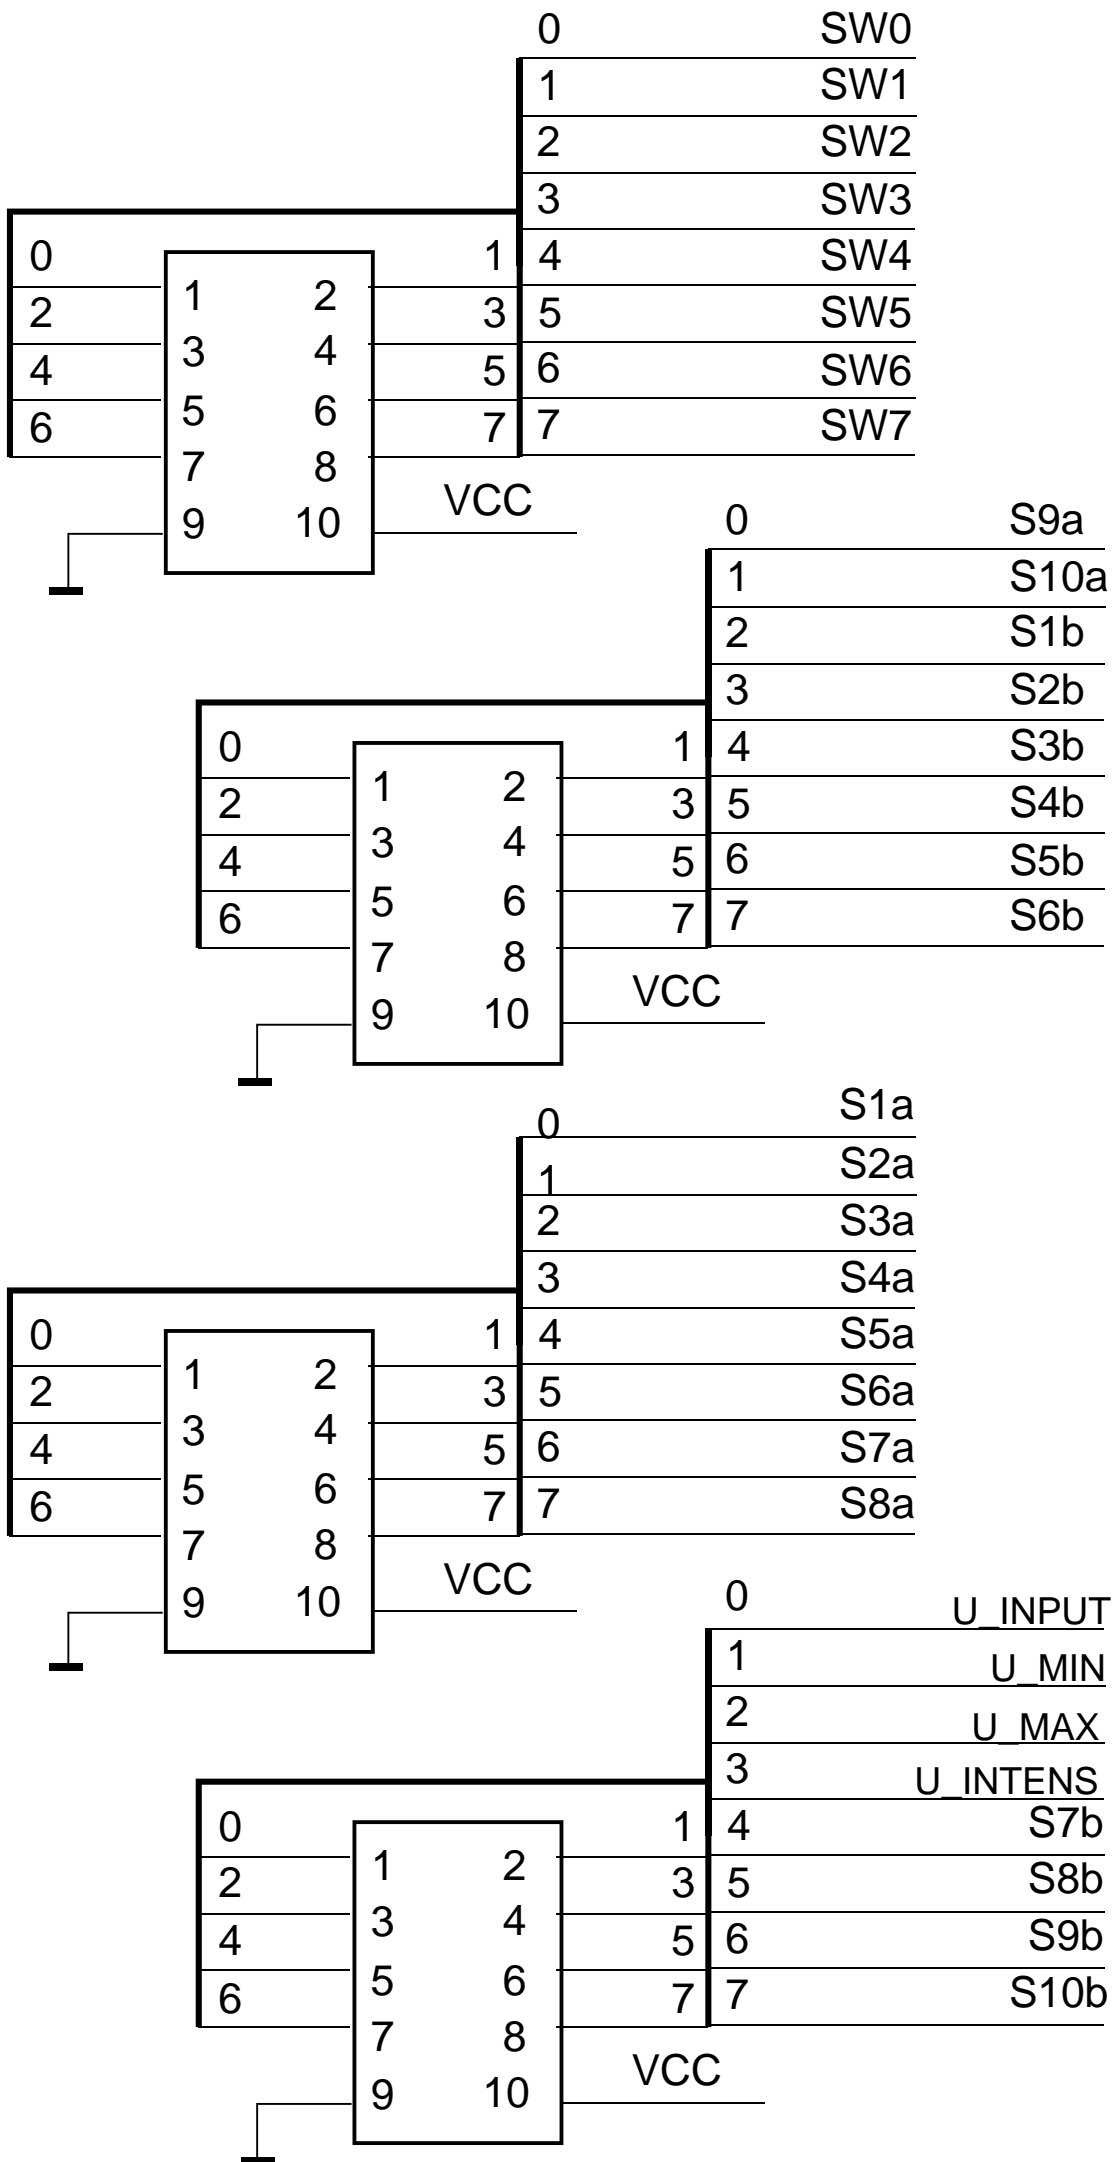 0 SW0
1 SW1
2 SW2
3 SW3
0 1 4 SW4
1 2
2 3 5 SW5
3 4
4 5 6 SW6
5 6
6 7 7 SW7
7 8
VCC
9 10
0 S9a
1 S10a
2 S1b
3 S2b
0 1 4 S3b
1 2
2 3 5 S4b
3 4
4 5 6 S5b
5 6
6 7 7 S6b
7 8
VCC
9 10
0 S1a
1 S2a
2 S3a
3 S4a
0 1 4 S5a
1 2
2 3 5 S6a
3 4
4 5 6 S7a
5 6
6 7 7 S8a
7 8
VCC
9 10
0 U_INPUT
1 U_MIN
2 U_MAX
3 U_INTENS
0 1 4 S7b
1 2
2 3 5 S8b
3 4
4 5 6 S9b
5 6
6 7 7 S10b
7 8
VCC
9 10